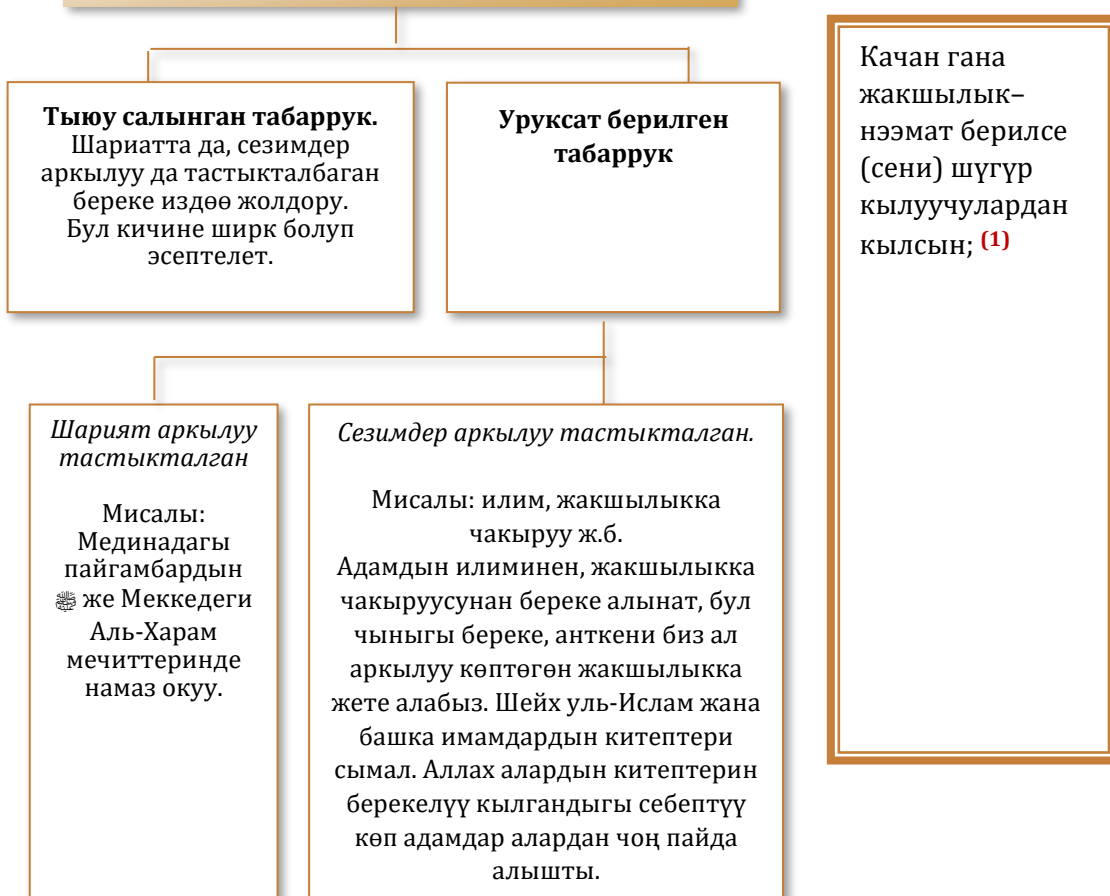 Тыюу салынган табаррук.
Шариатта да, сезимдер
аркылуу да тастыкталбаган
береке издөө жолдору.
Бул кичине ширк болуп
эсептелет.
Уруксат берилген
табаррук
Качан гана
жакшылык–
нээмат берилсе
(сени) шүгүр
кылуучулардан
кылсын; (1)
Шарият аркылуу
тастыкталган
Мисалы:
Мединадагы
пайгамбардын
ﷺ же Меккедеги
Аль-Харам
мечиттеринде
намаз окуу.
Сезимдер аркылуу тастыкталган.
Мисалы: илим, жакшылыкка
чакыруу ж.б.
Адамдын илиминен, жакшылыкка
чакыруусунан береке алынат, бул
чыныгы береке, анткени биз ал
аркылуу көптөгөн жакшылыкка
жете алабыз. Шейх уль-Ислам жана
башка имамдардын китептери
сымал. Аллах алардын китептерин
берекелүү кылгандыгы себептүү
көп адамдар алардан чоң пайда
алышты.